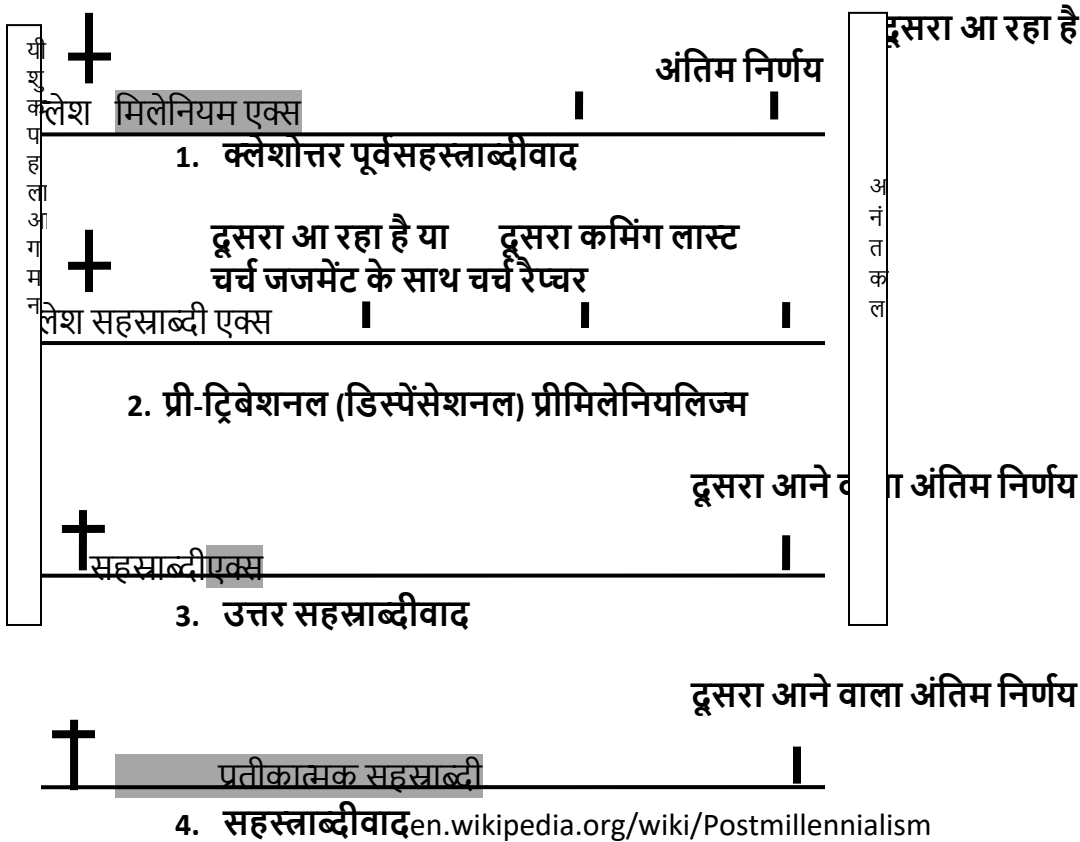 दूसरा आ रहा है
अंतिम निर्णय
यीशु क पहला आगमन
क्लेश मिलेनियम एक्स
1. क्लेशोत्तर पूर्वसहस्त्राब्दीवाद
दूसरा आ रहा है या दूसरा कमिंग लास्ट
चर्च जजमेंट के साथ चर्च रैप्चर
लेश सहस्राब्दी एक्स
अनंत कल
2. प्री-ट्रिबेशनल (डिस्पेंसेशनल) प्रीमिलेनियलिज्म
दूसरा आने वाला अंतिम निर्णय
सहस्राब्दीएक्स
3. उत्तर सहस्राब्दीवाद
दूसरा आने वाला अंतिम निर्णय
प्रतीकात्मक सहस्राब्दी
4. सहस्त्राब्दीवादen.wikipedia.org/wiki/Postmillennialism